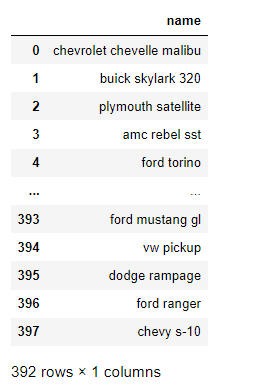 name
0 chevrolet chevelle malibu
1 buick skylark 320
2 plymouth satellite
3 amc rebel sst
4 ford torino
... ...
393 ford mustang gl
394 vw pickup
395 dodge rampage
396 ford ranger
397 chevy s-10
392 rows × 1 columns